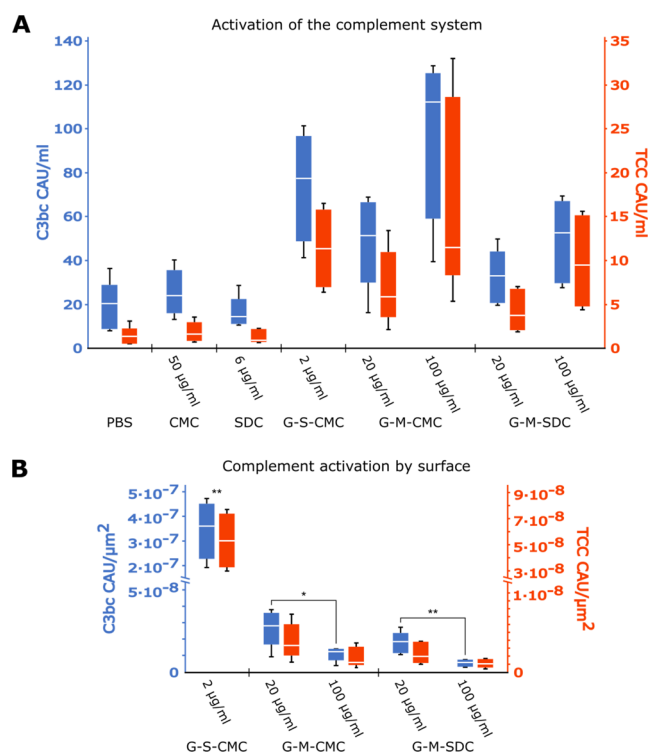 A
Activation of the complement system
C3bc CAU/ml
140
120
100
80
60
40
20
0
TCC CAU/ml
35
30
25
20
15
10
5
0
50 µg/ml
6 µg/ml
2 µg/ml
20 µg/ml
100 µg/ml
20 µg/ml
100 µg/ml
PBS CMC SDC G-S-CMC G-M-CMC G-M-SDC
B
Complement activation by surface
C3bc CAU/µm²
5·10⁻⁷
4·10⁻⁷
3·10⁻⁷
2·10⁻⁷
5·10⁻⁸
0
TCC CAU/µm²
9·10⁻⁸
7·10⁻⁸
5·10⁻⁸
3·10⁻⁸
1·10⁻⁸
0
**
*
**
2 µg/ml
20 µg/ml
100 µg/ml
20 µg/ml
100 µg/ml
G-S-CMC G-M-CMC G-M-SDC